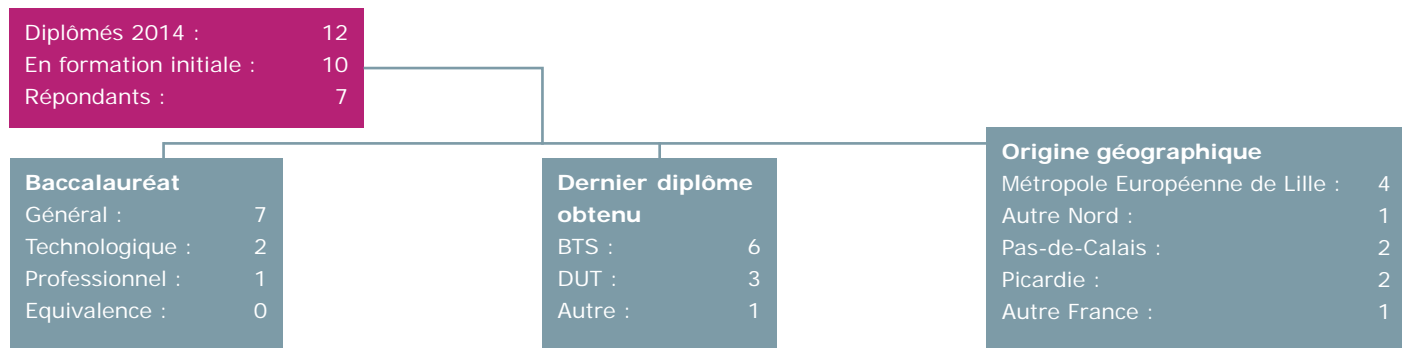 Diplômés 2014 : 12
En formation initiale : 10
Répondants : 7
Baccalauréat
Général : 7
Technologique : 2
Professionnel : 1
Equivalence : 0
Dernier diplôme
obtenu
BTS : 6
DUT : 3
Autre : 1
Origine géographique
Métropole Européenne de Lille : 4
Autre Nord : 1
Pas-de-Calais : 2
Picardie : 2
Autre France : 1